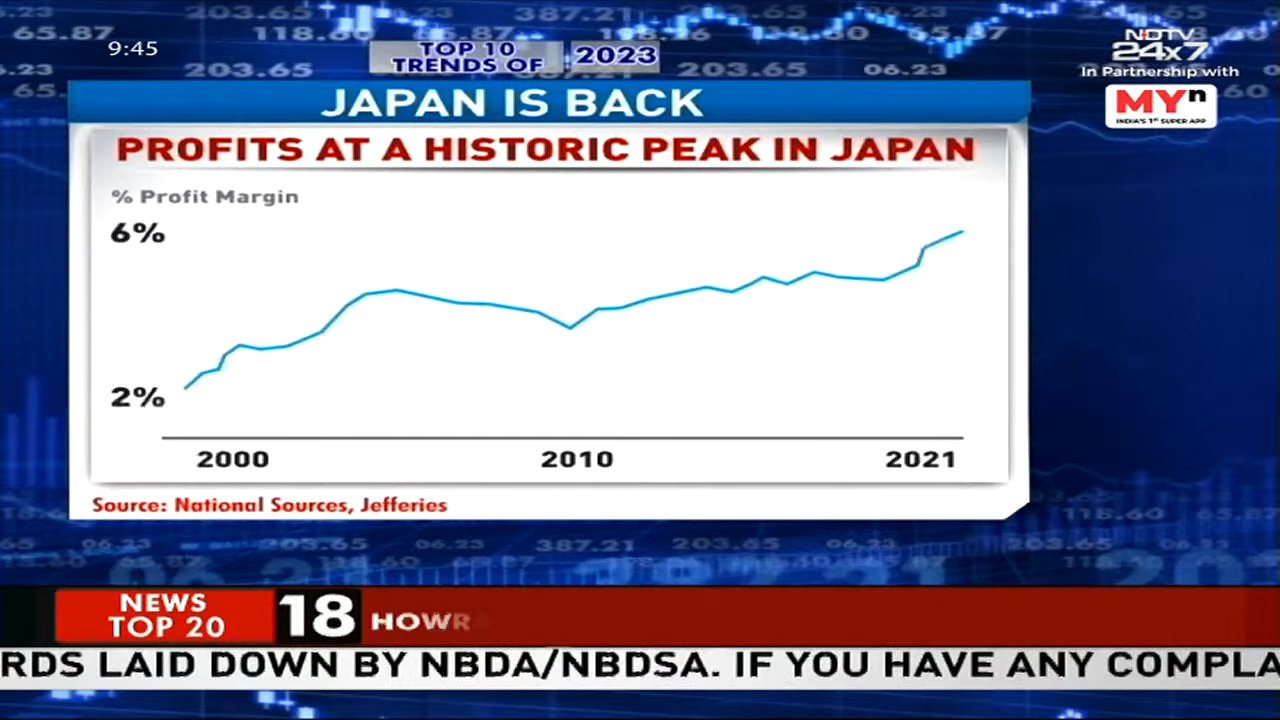 9:45
TOP 10
TRENDS OF
2023
NDTV
24x7
In Partnership with
MYn
INDIA'S 1ST SUPER APP
JAPAN IS BACK
PROFITS AT A HISTORIC PEAK IN JAPAN
% Profit Margin
6%
2%
2000 2010 2021
Source: National Sources, Jefferies
NEWS
TOP 20
18
HOWR
RDS LAID DOWN BY NBDA/NBDSA. IF YOU HAVE ANY COMPLA